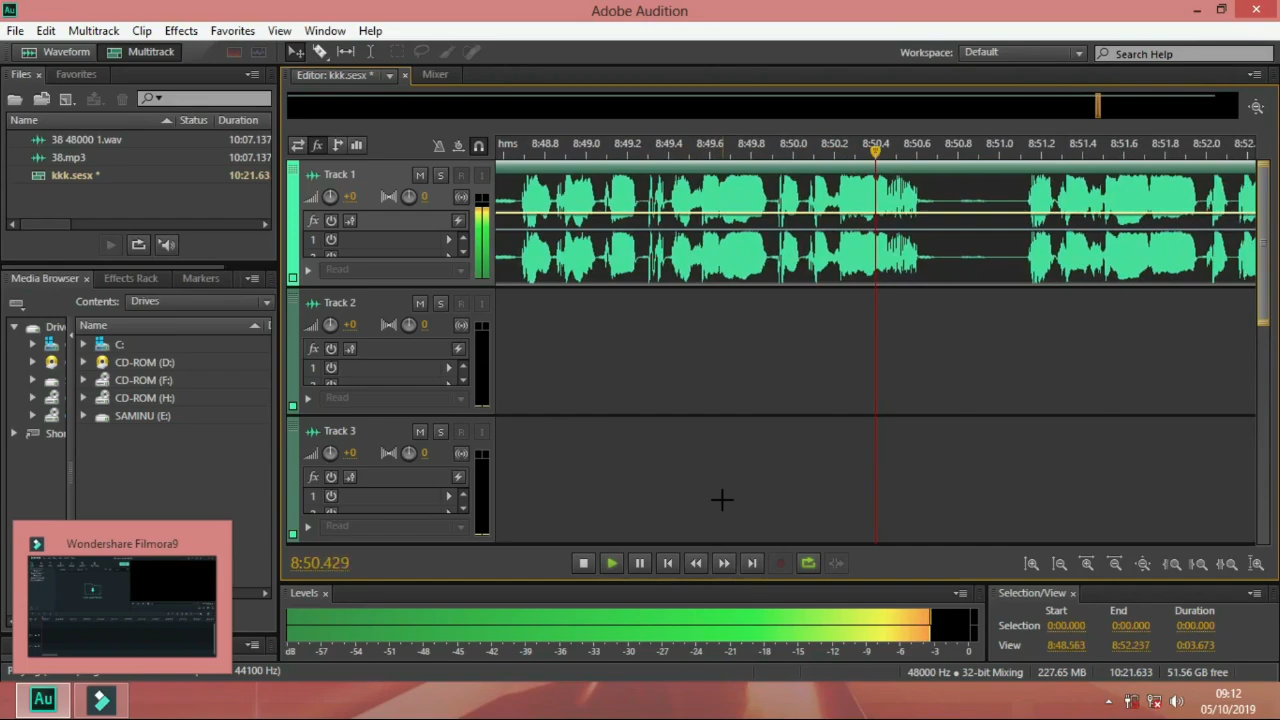 Au
Adobe Audition
File Edit Multitrack Clip Effects Favorites View Window Help
Waveform Multitrack Workspace: Default Search Help
Files Favorites Editor: kkk.sesx * Mixer
Name Status Duration
38 48000 1.wav 10:07.137
38.mp3 10:07.137
kkk.sesx * 10:21.63
hms 8:48.8 8:49.0 8:49.2 8:49.4 8:49.6 8:49.8 8:50.0 8:50.2 8:50.4 8:50.6 8:50.8 8:51.0 8:51.2 8:51.4 8:51.6 8:51.8 8:52.
fx
Track 1 M S R I
+0 0
fx
1
Read
Media Browser Effects Rack Markers
Contents: Drives
Driv Name D
C:
CD-ROM (D:)
CD-ROM (F:)
CD-ROM (H:)
SAMINU (E:)
Shor
Track 2 M S R I
+0 0
fx
1
Read
Track 3 M S R I
+0 0
fx
1
Read
Wondershare Filmora9
8:50.429
Levels
dB -57 -54 -51 -48 -45 -42 -39 -36 -33 -30 -27 -24 -21 -18 -15 -12 -9 -6 -3 0
Selection/View
Start End Duration
Selection 0:00.000 0:00.000 0:00.000
View 8:48.563 8:52.237 0:03.673
44100 Hz) 48000 Hz • 32-bit Mixing 227.65 MB 10:21.633 51.56 GB free
Au
09:12
05/10/2019